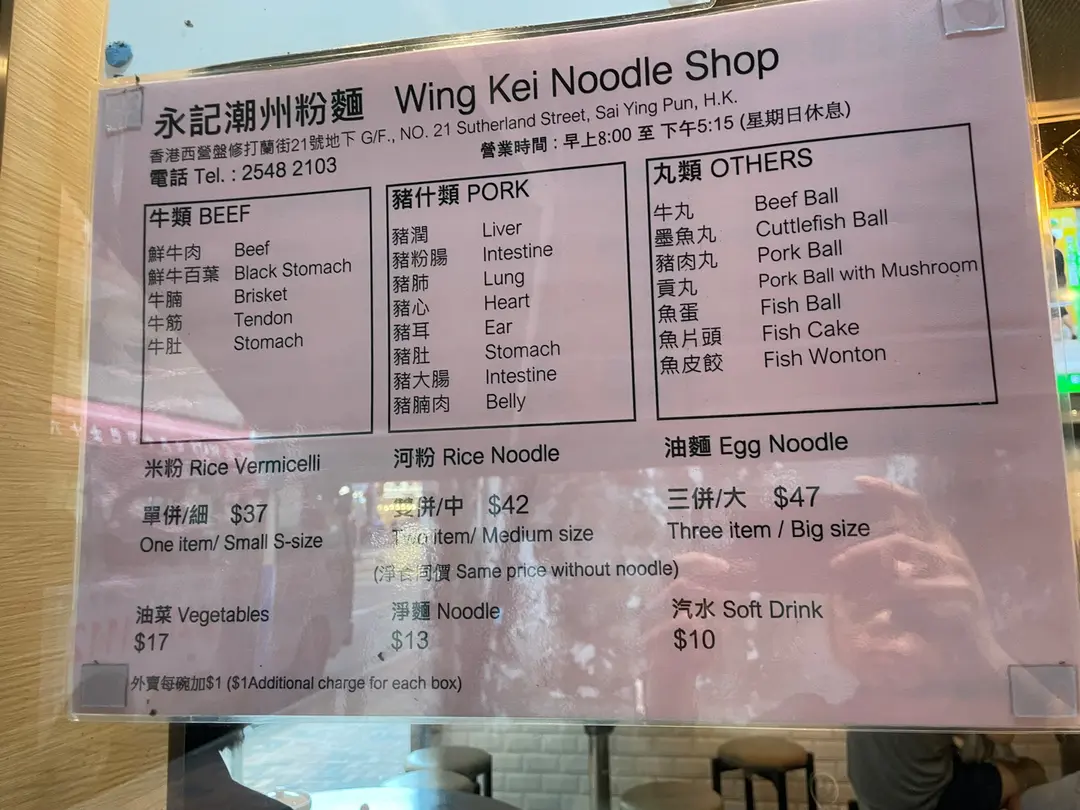 永記潮州粉麵 Wing Kei Noodle Shop
香港西營盤修打蘭街21號地下 G/F., NO. 21 Sutherland Street, Sai Ying Pun, H.K.
電話 Tel. : 2548 2103
營業時間 : 早上8:00 至 下午5:15 (星期日休息)
牛類 BEEF
鮮牛肉 Beef
鮮牛百葉 Black Stomach
牛腩 Brisket
牛筋 Tendon
牛肚 Stomach
豬什類 PORK
豬潤 Liver
豬粉腸 Intestine
豬肺 Lung
豬心 Heart
豬耳 Ear
豬肚 Stomach
豬大腸 Intestine
豬腩肉 Belly
丸類 OTHERS
牛丸 Beef Ball
墨魚丸 Cuttlefish Ball
豬肉丸 Pork Ball
貢丸 Pork Ball with Mushroom
魚蛋 Fish Ball
魚片頭 Fish Cake
魚皮餃 Fish Wonton
米粉 Rice Vermicelli
河粉 Rice Noodle
油麵 Egg Noodle
單併/細 $37
One item/ Small S-size
雙併/中 $42
Two item/ Medium size
三併/大 $47
Three item / Big size
(淨食同價 Same price without noodle)
油菜 Vegetables
$17
淨麵 Noodle
$13
汽水 Soft Drink
$10
外賣每碗加$1 ($1Additional charge for each box)